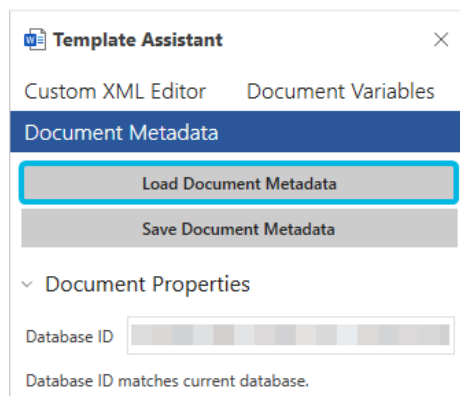 Template Assistant
Custom XML Editor Document Variables
Document Metadata
Load Document Metadata
Save Document Metadata
Document Properties
Database ID
Database ID matches current database.